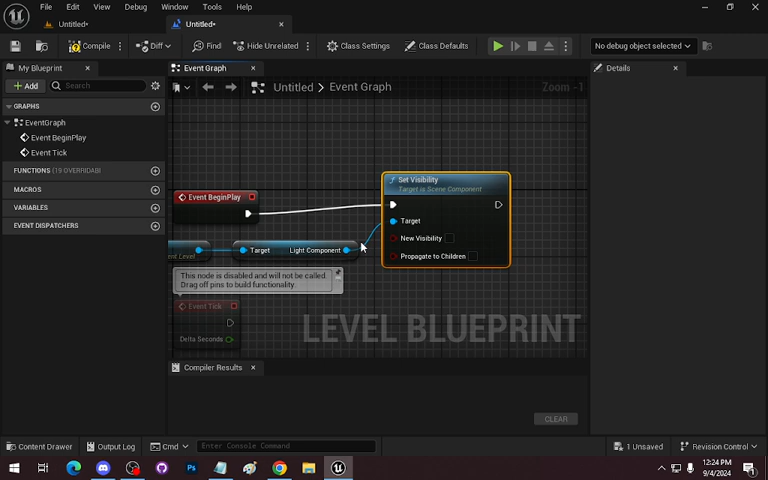 File Edit View Debug Window Tools Help
Untitled* Untitled*
Compile Diff Find Hide Unrelated Class Settings Class Defaults No debug object selected
My Blueprint Event Graph Details
Add Search
Untitled > Event Graph Zoom -1
GRAPHS
EventGraph
Event BeginPlay
Event Tick
FUNCTIONS (19 OVERRIDABl
MACROS
VARIABLES
EVENT DISPATCHERS
Set Visibility
Target is Scene Component
Event BeginPlay
Target
New Visibility
ent Level Target Light Component
Propagate to Children
This node is disabled and will not be called.
Drag off pins to build functionality.
Event Tick
Delta Seconds
LEVEL BLUEPRINT
Compiler Results
CLEAR
Content Drawer Output Log Cmd Enter Console Command 1 Unsaved Revision Control
12:24 PM
9/4/2024